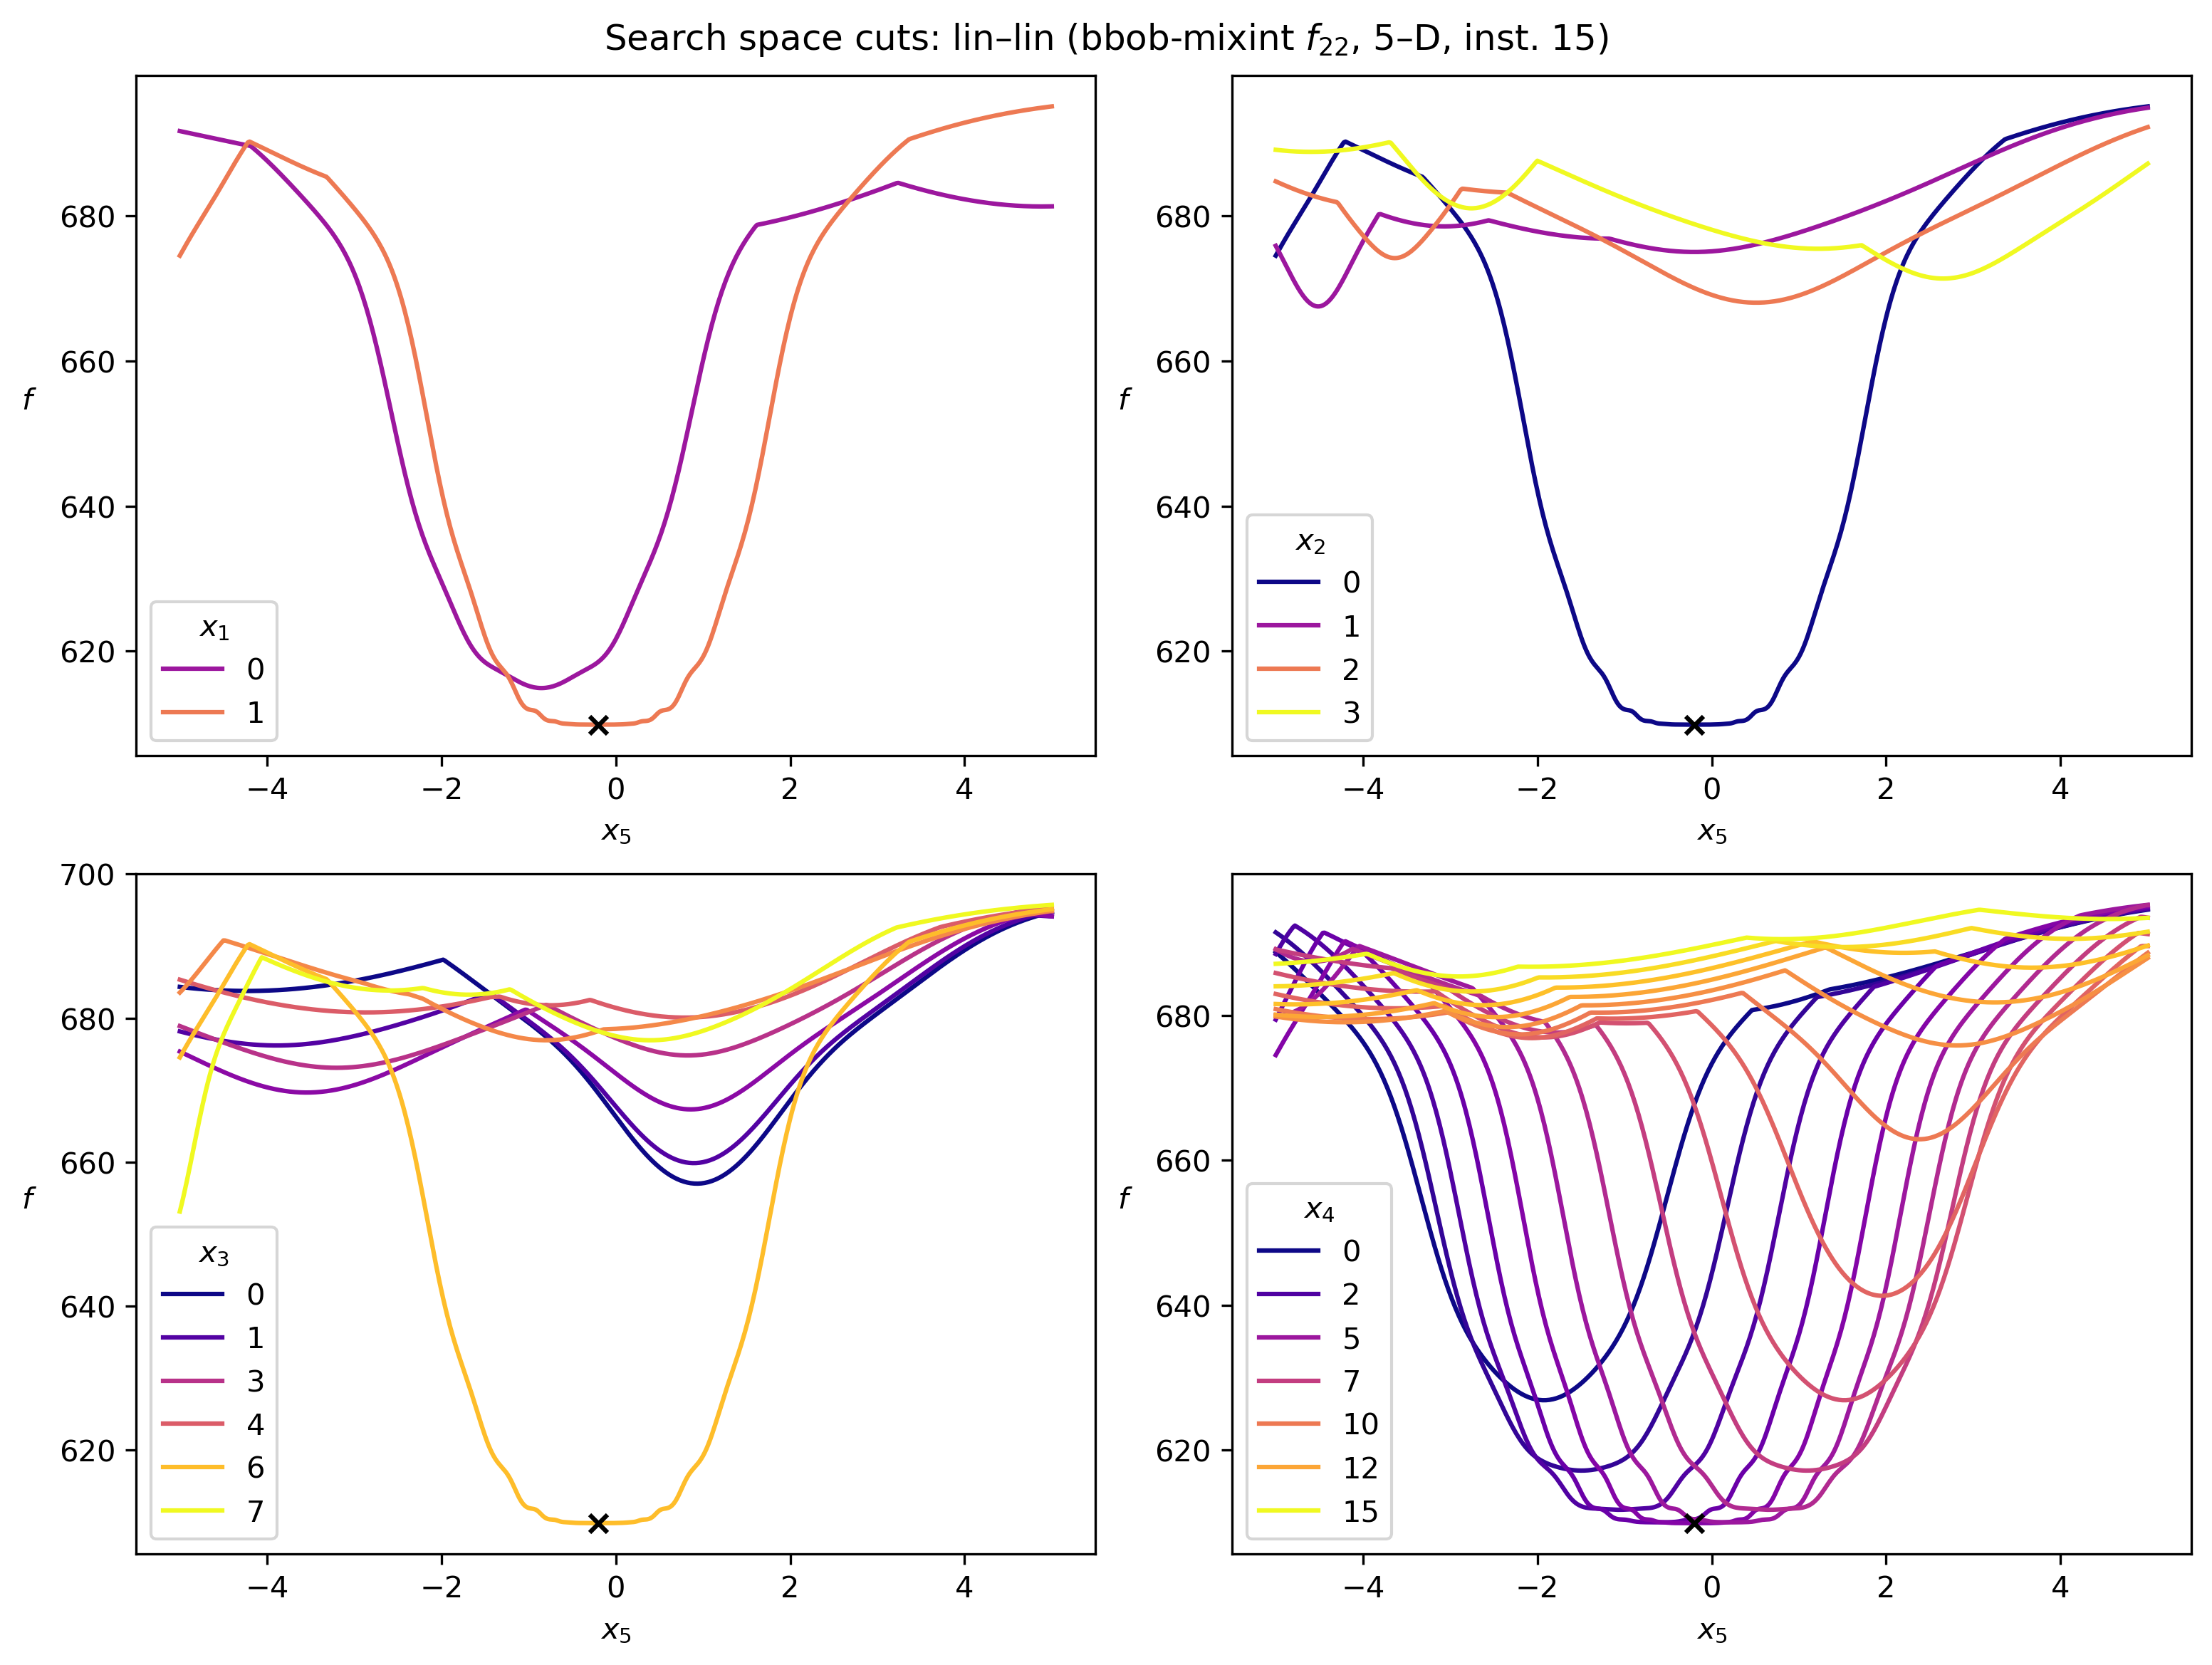 Search space cuts: lin–lin (bbob-mixint f₂₂, 5–D, inst. 15)
680
660
640
620
f
x₁
0
1
−4 −2 0 2 4
x₅
680
660
640
620
f
x₂
0
1
2
3
−4 −2 0 2 4
x₅
700
680
660
640
620
f
x₃
0
1
3
4
6
7
−4 −2 0 2 4
x₅
680
660
640
620
f
x₄
0
2
5
7
10
12
15
−4 −2 0 2 4
x₅